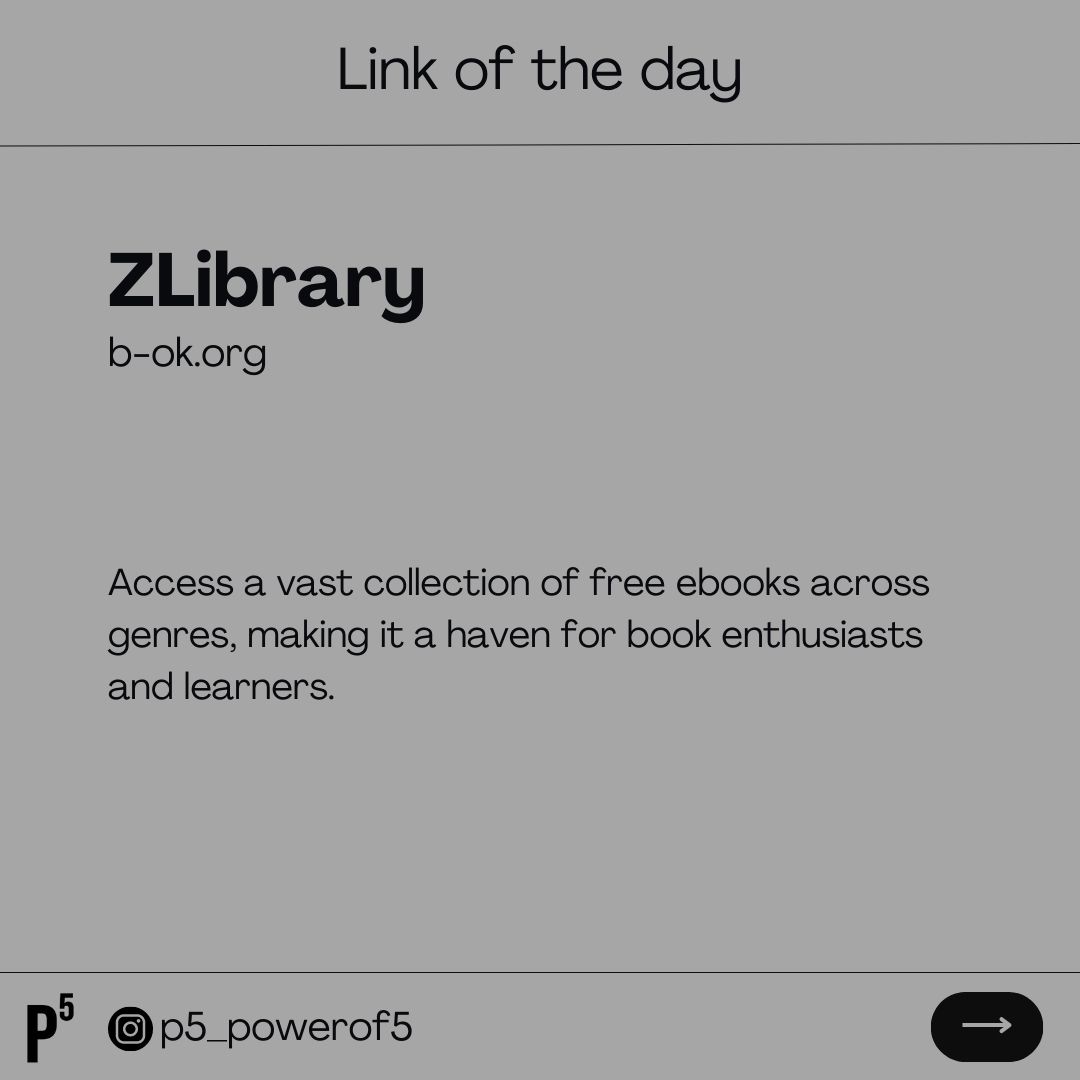 Link of the day
ZLibrary
b-ok.org
Access a vast collection of free ebooks across
genres, making it a haven for book enthusiasts
and learners.
P5
p5_powerof5